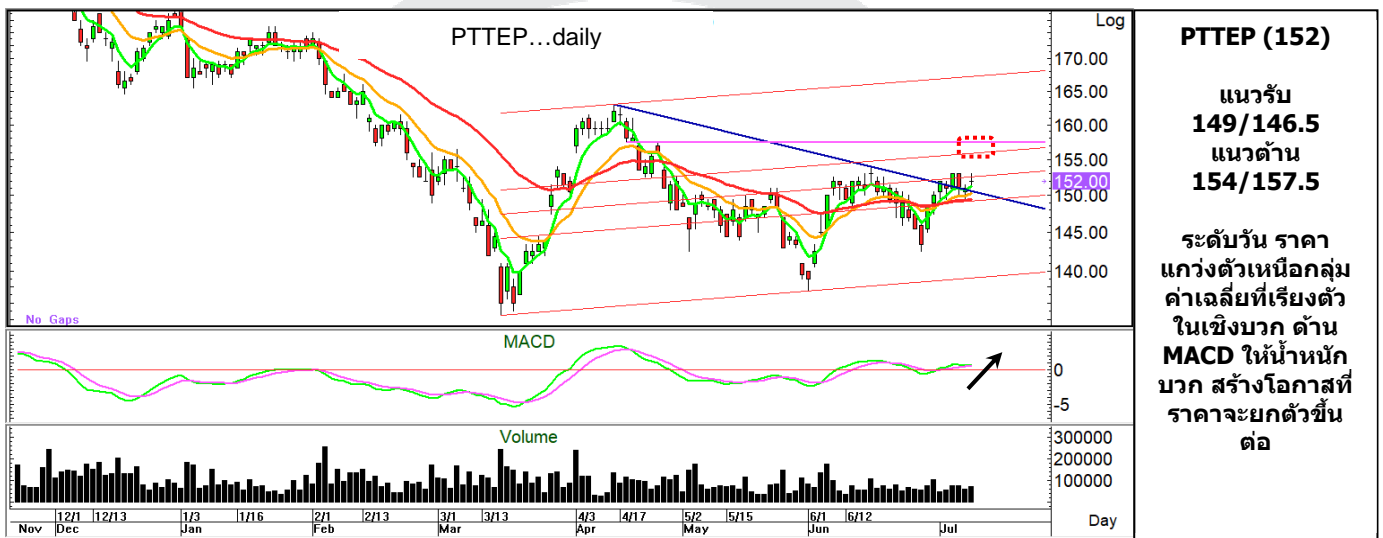 PTTEP...daily
Log
170.00
165.00
160.00
155.00
152.00
150.00
145.00
140.00
No Gaps
MACD
0
-5
Volume
300000
200000
100000
12/1 12/13 1/3 1/16 2/1 2/13 3/1 3/13 4/3 4/17 5/2 5/15 6/1 6/12
Nov Dec Jan Feb Mar Apr May Jun Jul
Day
PTTEP (152)
แนวรับ
149/146.5
แนวต้าน
154/157.5
ระดับวัน ราคา
แกว่งตัวเหนือกลุ่ม
ค่าเฉลี่ยที่เรียงตัว
ในเชิงบวก ด้าน
MACD ให้น้ำหนัก
บวก สร้างโอกาสที่
ราคาจะยกตัวขึ้น
ต่อ